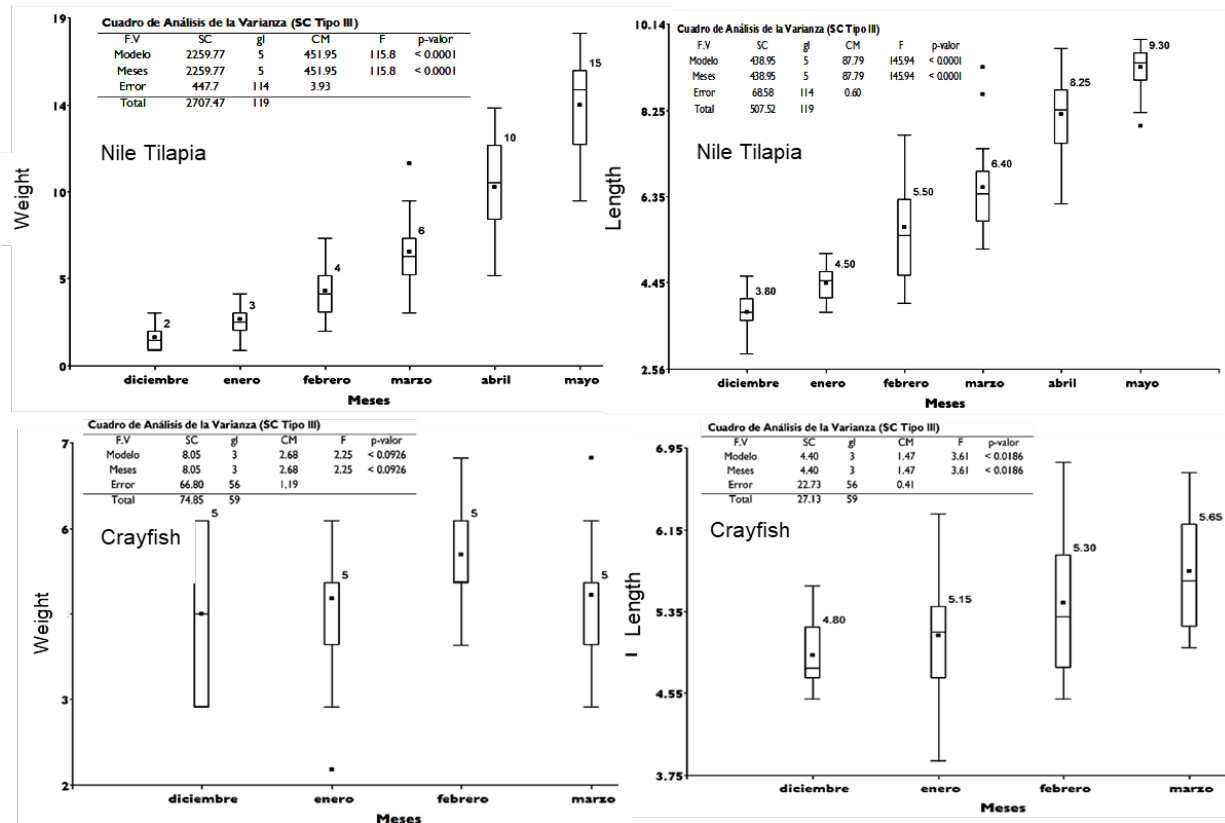 Cuadro de Análisis de la Varianza (SC Tipo III)
F.V SC gl CM F p-valor
Modelo 2259.77 5 451.95 115.8 < 0.0001
Meses 2259.77 5 451.95 115.8 < 0.0001
Error 447.7 114 3.93
Total 2707.47 119
Nile Tilapia
Weight
19
14
10
5
0
2
3
4
6
10
15
diciembre enero febrero marzo abril mayo
Meses
Cuadro de Análisis de la Varianza (SC Tipo III)
F.V SC gl CM F p-valor
Modelo 438.95 5 87.79 145.94 < 0.0001
Meses 438.95 5 87.79 145.94 < 0.0001
Error 68.58 114 0.60
Total 507.52 119
Nile Tilapia
Length
10.14
8.25
6.35
4.45
2.56
3.80
4.50
5.50
6.40
8.25
9.30
diciembre enero febrero marzo abril mayo
Meses
Cuadro de Análisis de la Varianza (SC Tipo III)
F.V SC gl CM F p-valor
Modelo 8.05 3 2.68 2.25 < 0.0926
Meses 8.05 3 2.68 2.25 < 0.0926
Error 66.80 56 1.19
Total 74.85 59
Crayfish
Weight
7
6
3
2
5
5
5
5
diciembre enero febrero marzo
Meses
Cuadro de Análisis de la Varianza (SC Tipo III)
F.V SC gl CM F p-valor
Modelo 4.40 3 1.47 3.61 < 0.0186
Meses 4.40 3 1.47 3.61 < 0.0186
Error 22.73 56 0.41
Total 27.13 59
Crayfish
Length
6.95
6.15
5.35
4.55
3.75
4.80
5.15
5.30
5.65
diciembre enero febrero marzo
Meses